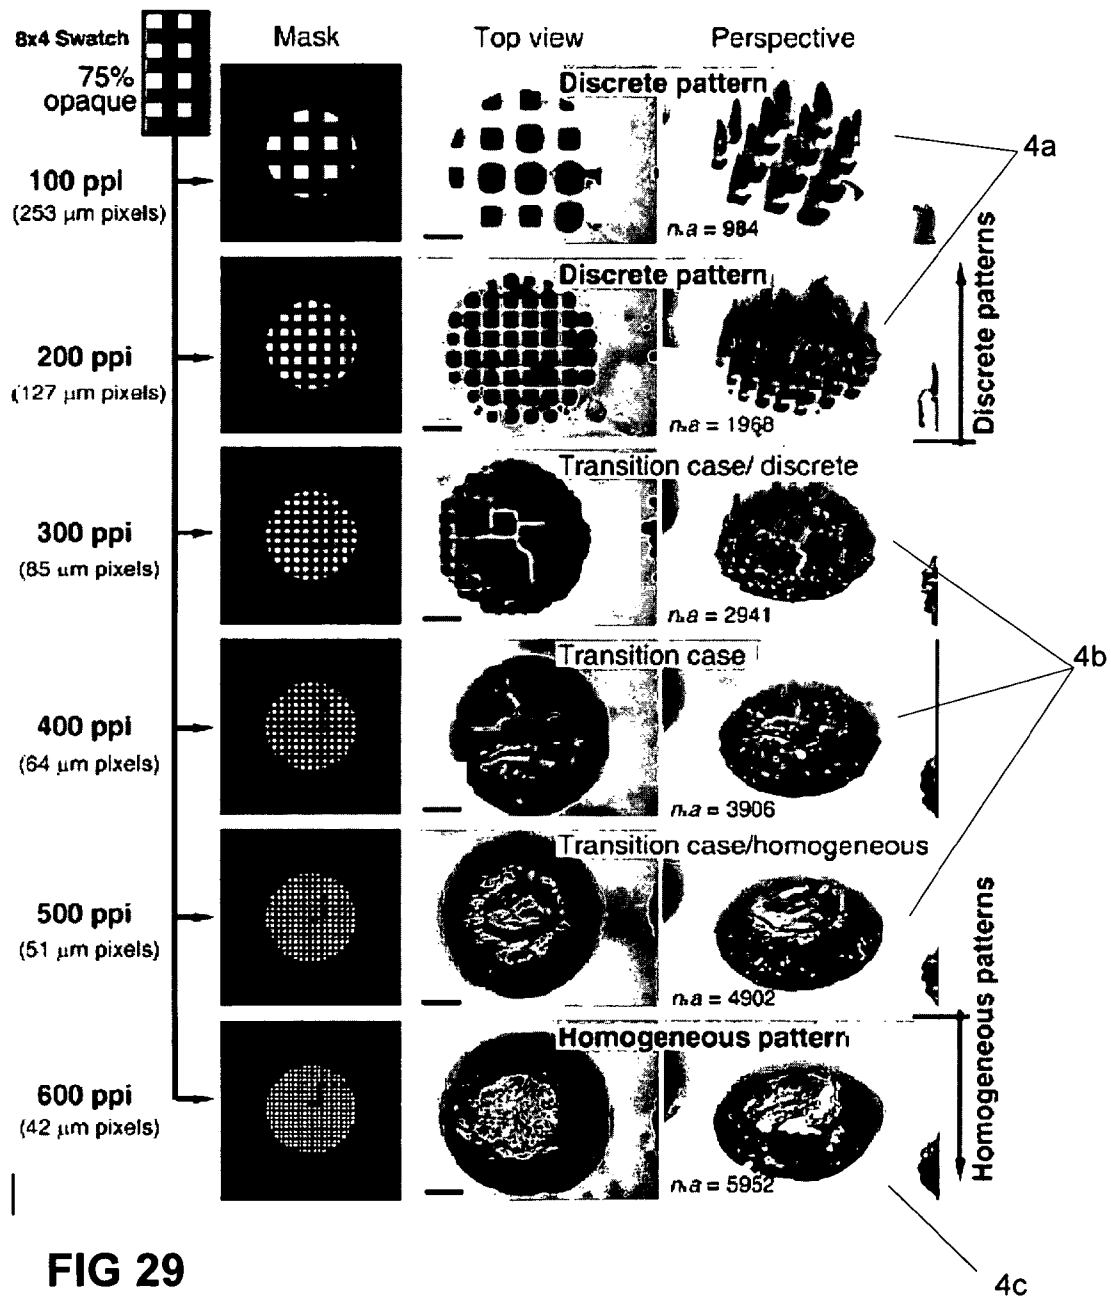 8x4 Swatch
75%
opaque
Mask
Top view
Perspective
Discrete pattern
100 ppi
(253 µm pixels)
n.a = 984
4a
Discrete pattern
200 ppi
(127 µm pixels)
n.a = 1968
Discrete patterns
Transition case/ discrete
300 ppi
(85 µm pixels)
n.a = 2941
Transition case
400 ppi
(64 µm pixels)
n.a = 3906
4b
Transition case/homogeneous
500 ppi
(51 µm pixels)
n.a = 4902
Homogeneous patterns
Homogeneous pattern
600 ppi
(42 µm pixels)
n.a = 5952
4c
FIG 29